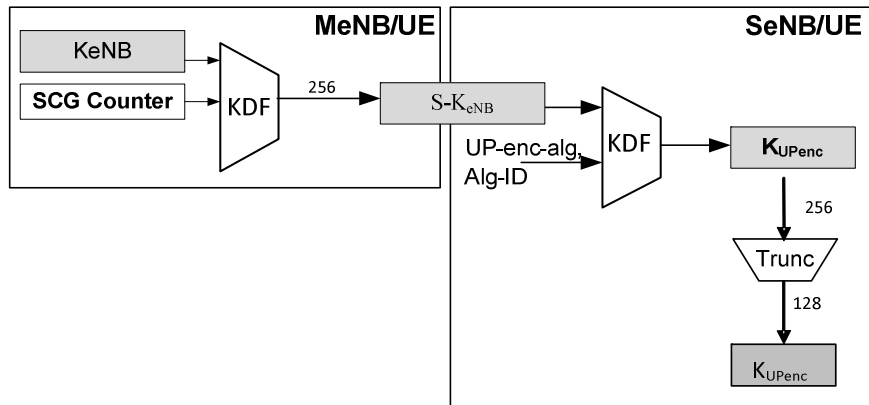 MeNB/UE
KeNB
SCG Counter
KDF
256
S-KeNB
SeNB/UE
UP-enc-alg,
Alg-ID
KDF
KUPenc
256
Trunc
128
KUPenc